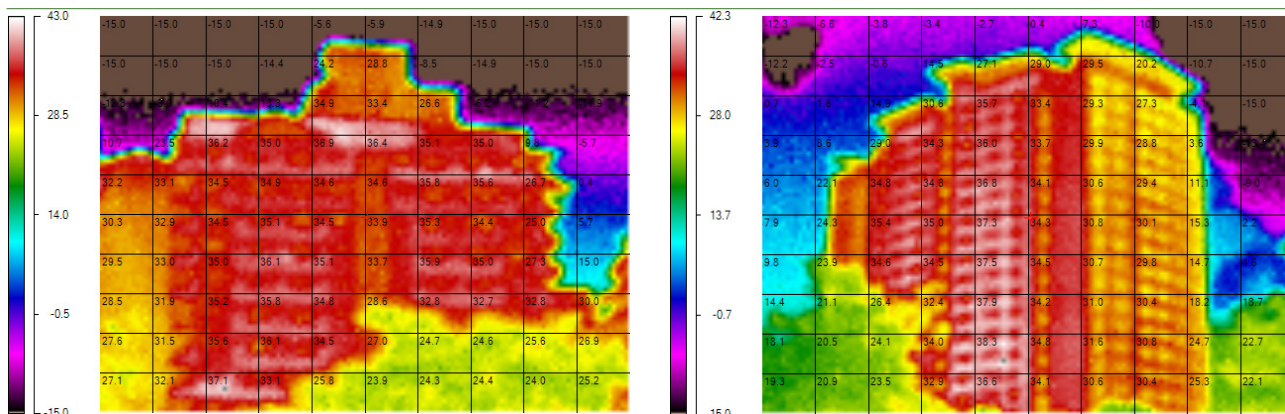 43.0
28.5
14.0
-0.5
-15.0
-15.0 -15.0 -15.0 -15.0 -5.6 -5.9 -14.9 -15.0 -15.0 -15.0
-15.0 -15.0 -15.0 -14.4 24.2 28.8 -8.5 -15.0 -15.0 -15.0
34.9 33.4 26.6
10.7 23.5 36.2 35.0 36.9 36.4 35.1 35.0 9.8 -5.7
32.2 33.1 34.5 34.9 34.6 34.6 35.8 35.6 26.7 0.4
30.3 32.9 34.5 35.1 34.6 33.9 35.3 34.4 25.0 5.7
29.5 33.0 35.0 36.1 35.1 33.7 35.9 35.0 27.3 15.0
28.5 31.9 35.2 35.8 34.8 28.6 32.8 32.7 32.8 30.0
27.6 31.5 35.6 36.1 34.5 27.0 24.7 24.6 25.6 26.9
27.1 32.1 37.1 33.1 25.8 23.9 24.3 24.4 24.0 25.2
42.3
28.0
13.7
-0.7
-15.0
-12.3 -6.6 -3.8 -3.4 -2.7 0.4 -7.3 -10.0 -15.0 -15.0
-12.2 -2.5 -0.6 14.5 27.1 29.0 29.5 20.2 -10.7 -15.0
0.7 1.8 14.9 30.6 35.7 33.4 29.3 27.3 -15.0
3.9 8.6 29.0 34.3 37.0 33.7 29.9 28.8 3.6
6.0 22.1 34.8 34.8 36.8 34.1 30.6 29.4 11.1 -9.0
7.9 24.3 35.4 35.0 37.3 34.3 30.8 30.1 15.3 2.2
9.8 23.9 34.6 34.5 37.3 34.5 30.7 29.8 14.7
14.4 21.1 26.4 32.4 37.9 34.2 31.0 30.4 18.2 18.7
18.1 20.5 24.1 34.0 38.3 34.8 31.6 30.8 24.7 22.7
19.3 20.9 23.5 32.9 36.6 34.1 30.6 30.4 25.3 22.1